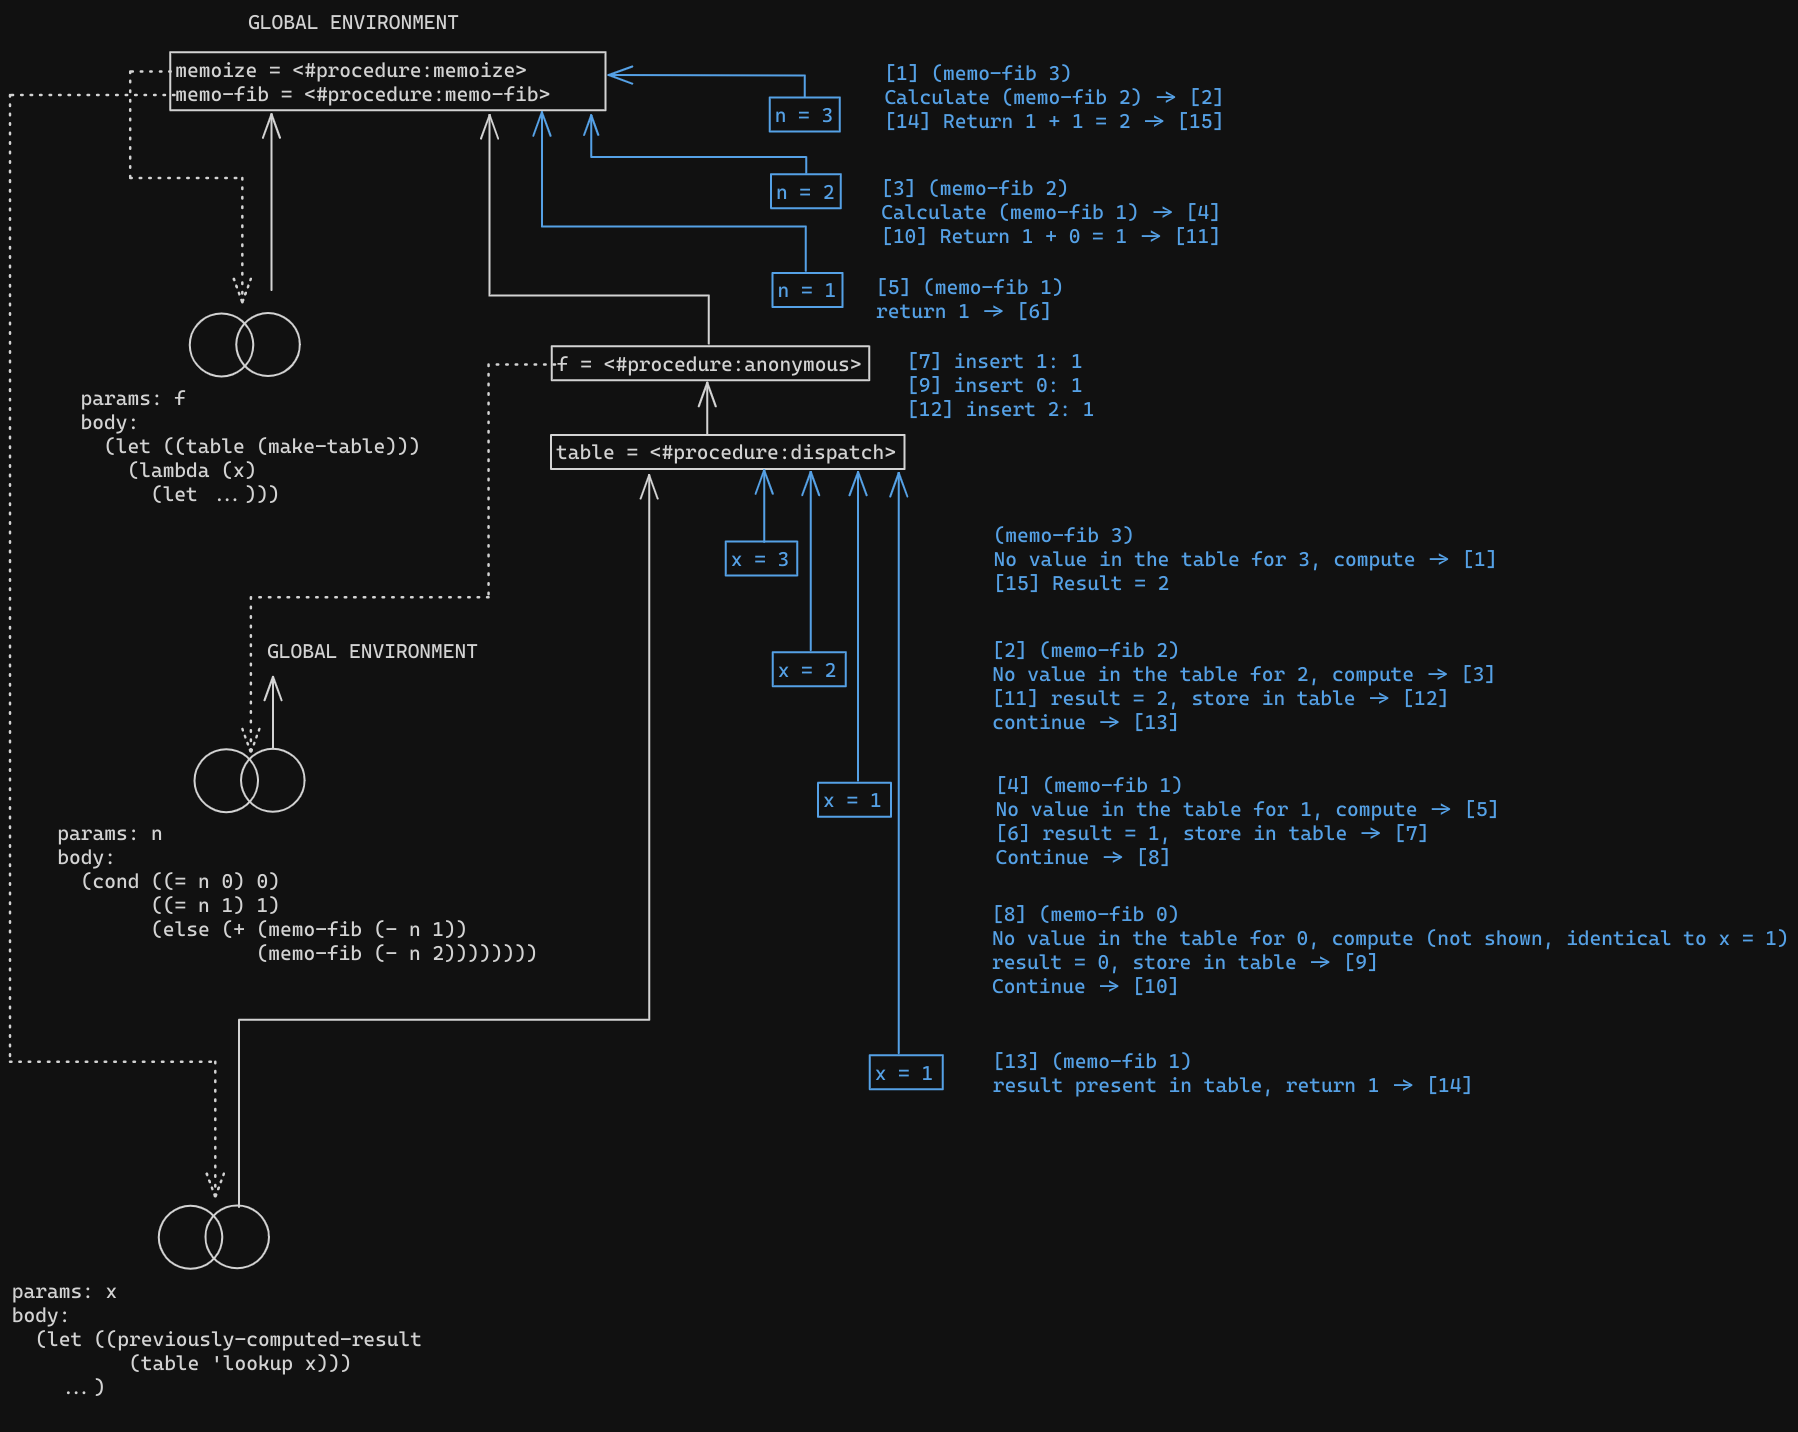 GLOBAL ENVIRONMENT
memoize = <#procedure:memoize>
memo-fib = <#procedure:memo-fib>
n = 3
[1] (memo-fib 3)
Calculate (memo-fib 2) → [2]
[14] Return 1 + 1 = 2 → [15]
n = 2
[3] (memo-fib 2)
Calculate (memo-fib 1) → [4]
[10] Return 1 + 0 = 1 → [11]
n = 1
[5] (memo-fib 1)
return 1 → [6]
f = <#procedure:anonymous>
[7] insert 1: 1
[9] insert 0: 1
[12] insert 2: 1
params: f
body:
(let ((table (make-table)))
(lambda (x)
(let ...)))
table = <#procedure:dispatch>
x = 3
(memo-fib 3)
No value in the table for 3, compute → [1]
[15] Result = 2
GLOBAL ENVIRONMENT
x = 2
[2] (memo-fib 2)
No value in the table for 2, compute → [3]
[11] result = 2, store in table → [12]
continue → [13]
x = 1
[4] (memo-fib 1)
No value in the table for 1, compute → [5]
[6] result = 1, store in table → [7]
Continue → [8]
params: n
body:
(cond ((= n 0) 0)
((= n 1) 1)
(else (+ (memo-fib (- n 1))
(memo-fib (- n 2))))))))
[8] (memo-fib 0)
No value in the table for 0, compute (not shown, identical to x = 1)
result = 0, store in table → [9]
Continue → [10]
x = 1
[13] (memo-fib 1)
result present in table, return 1 → [14]
params: x
body:
(let ((previously-computed-result
(table 'lookup x)))
...)